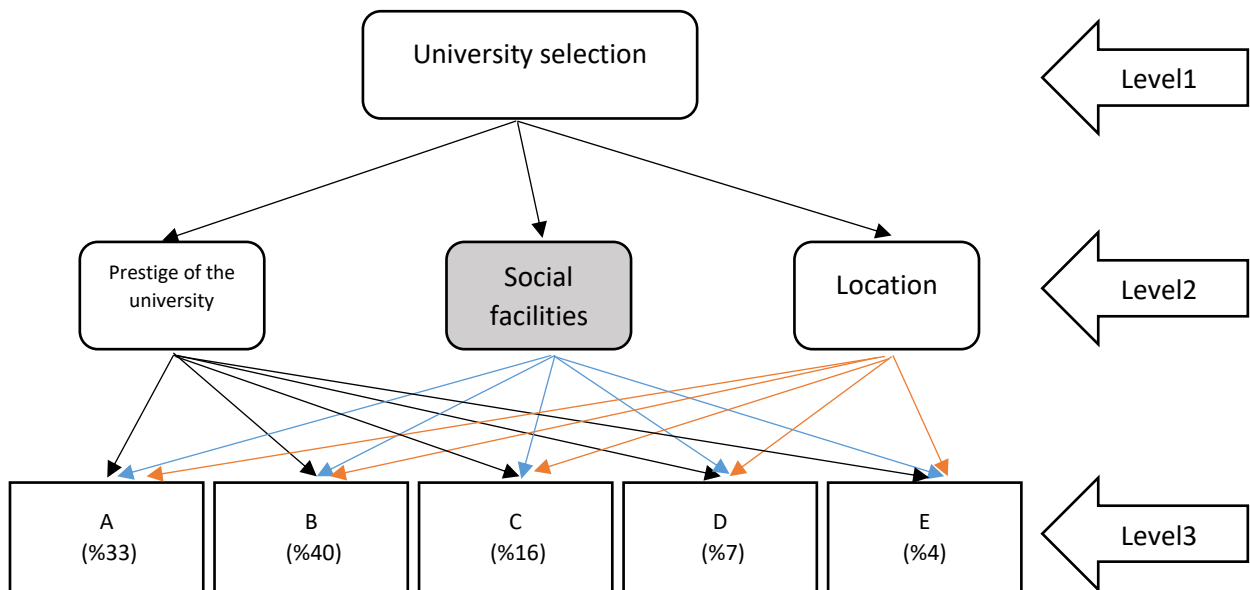 University selection
Level1
Prestige of the
university
Social
facilities
Location
Level2
A
(%33)
B
(%40)
C
(%16)
D
(%7)
E
(%4)
Level3